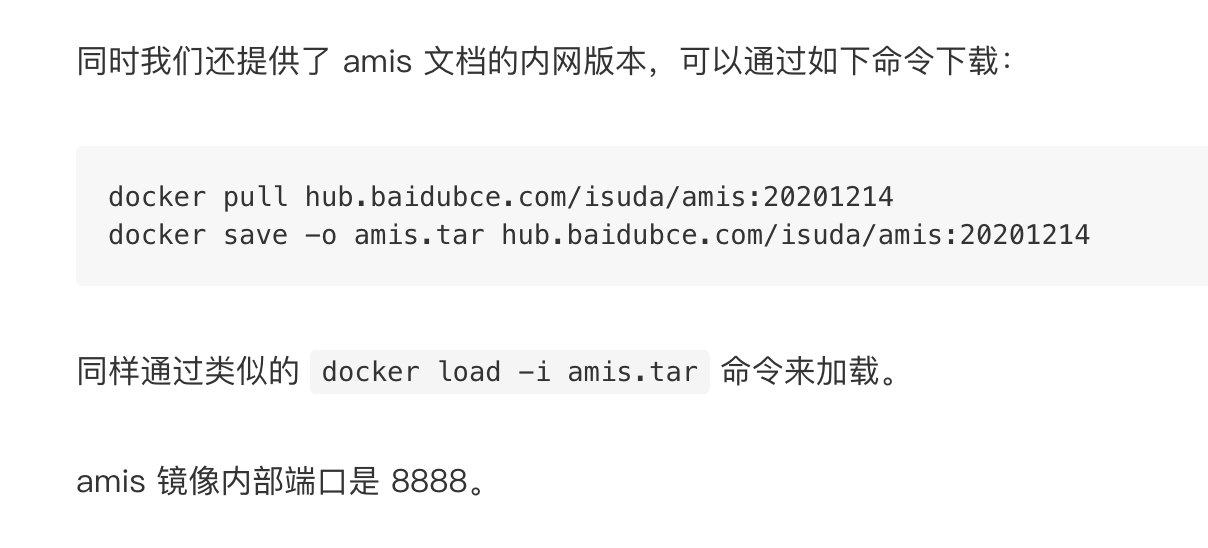 同时我们还提供了 amis 文档的内网版本，可以通过如下命令下载：
docker pull hub.baidubce.com/isuda/amis:20201214
docker save -o amis.tar hub.baidubce.com/isuda/amis:20201214
同样通过类似的 docker load -i amis.tar 命令来加载。
amis 镜像内部端口是 8888。